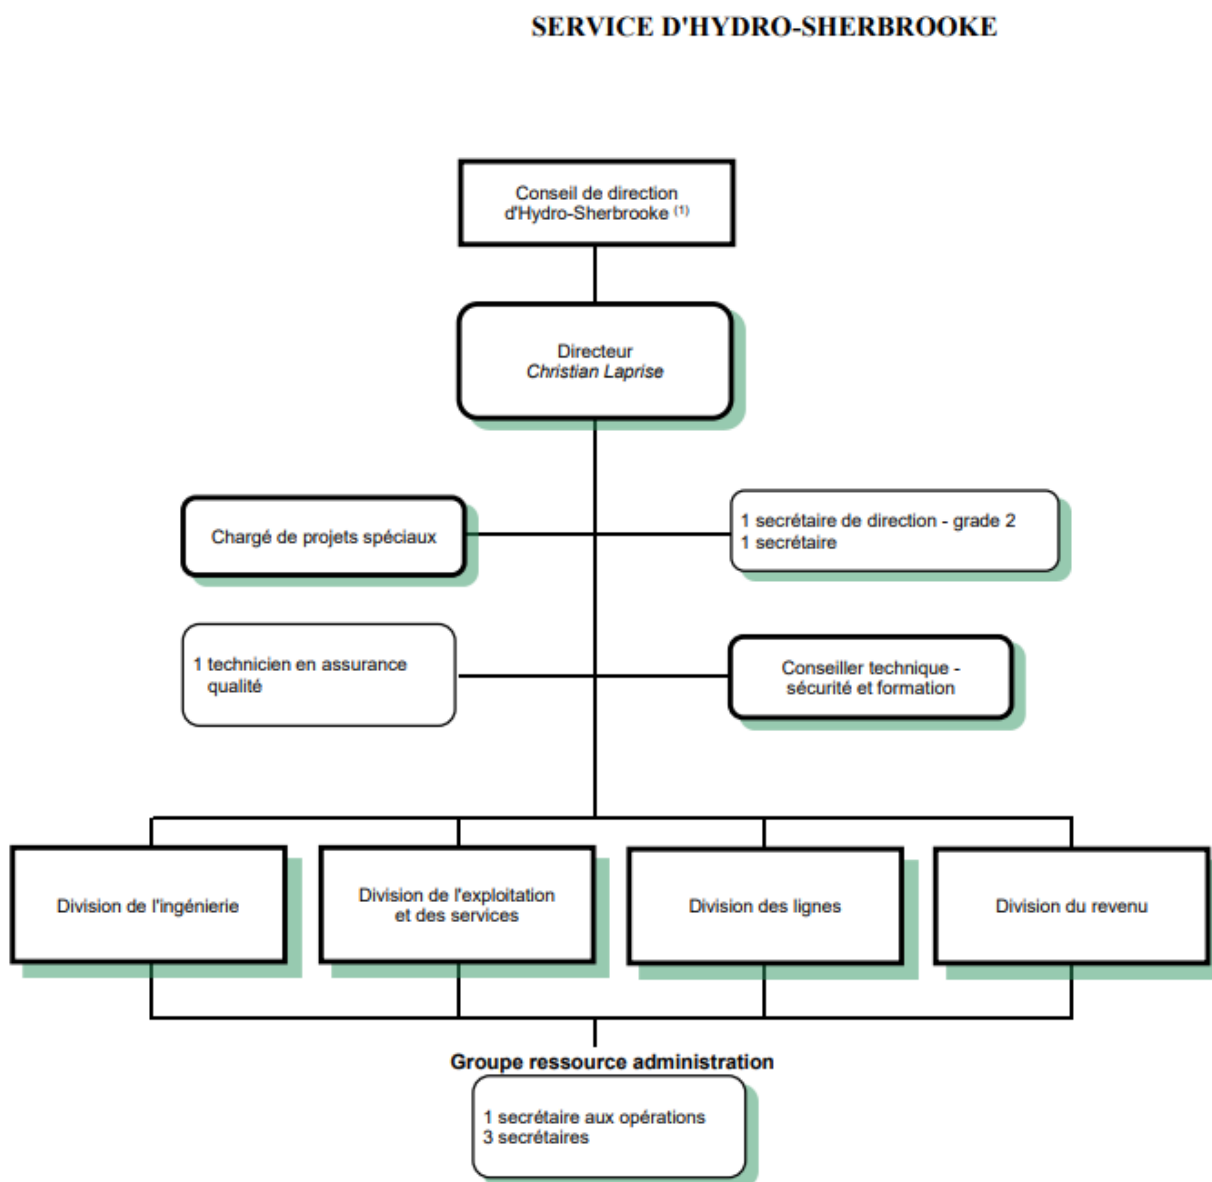 SERVICE D'HYDRO-SHERBROOKE
Conseil de direction
d'Hydro-Sherbrooke (1)
Directeur
Christian Laprise
Chargé de projets spéciaux
1 secrétaire de direction - grade 2
1 secrétaire
1 technicien en assurance
qualité
Conseiller technique -
sécurité et formation
Division de l'ingénierie
Division de l'exploitation
et des services
Division des lignes
Division du revenu
Groupe ressource administration
1 secrétaire aux opérations
3 secrétaires